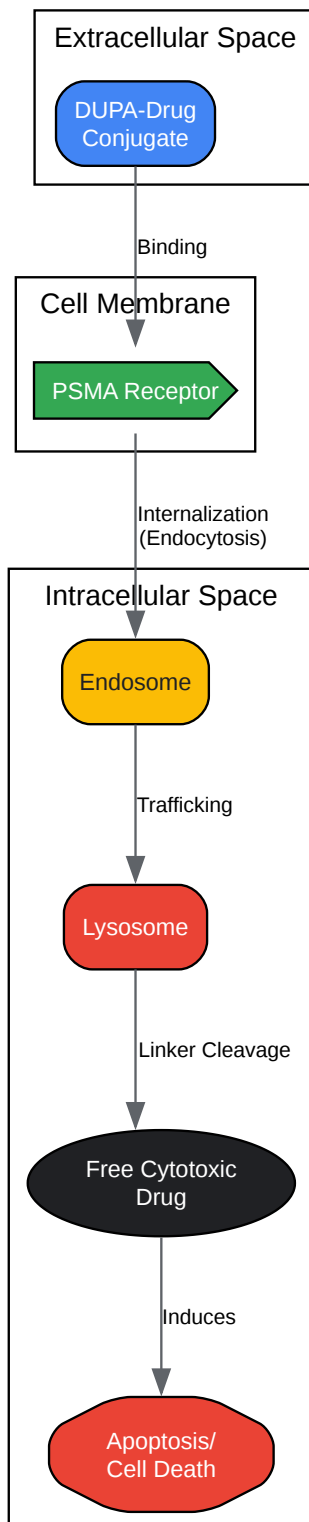 Extracellular Space
DUPA-Drug
Conjugate
Binding
Cell Membrane
PSMA Receptor
Internalization
(Endocytosis)
Intracellular Space
Endosome
Trafficking
Lysosome
Linker Cleavage
Free Cytotoxic
Drug
Induces
Apoptosis/
Cell Death